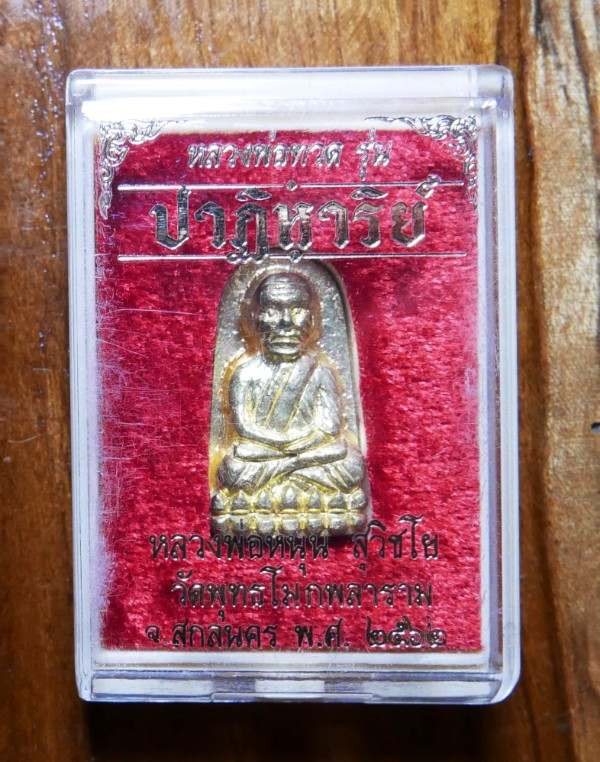 หลวงพ่อทวด รุ่น
ปาฏิหาริย์
หลวงพ่อหนุน สุวิชโย
วัดพุทธโมกพลาราม
จ.สกลนคร พ.ศ. ๒๕๖๒